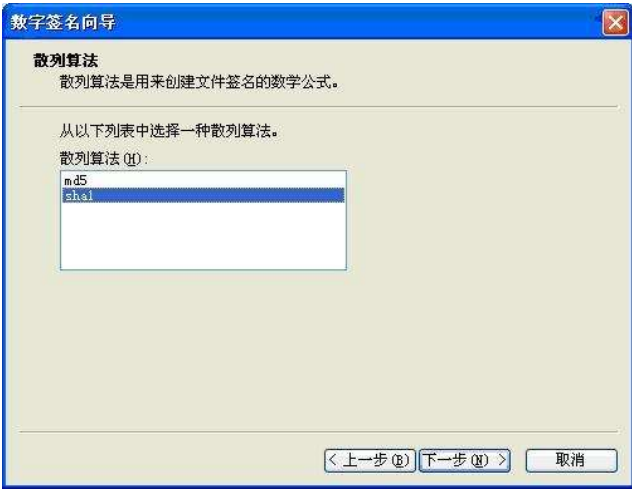 数字签名向导
散列算法
散列算法是用来创建文件签名的数学公式。
从以下列表中选择一种散列算法。
散列算法(H):
md5
sha1
< 上一步(B) 下一步(N) > 取消